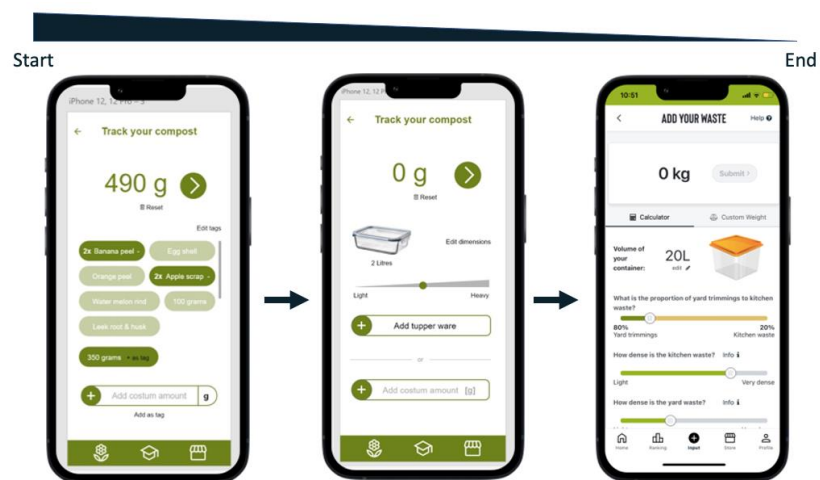 Start
End
iPhone 12, 12 Pro – 3
Track your compost
490 g
Reset
Edit tags
2x Banana peel -
Egg shell
Orange peel
2x Apple scrap -
Water melon rind
100 grams
Leek root & husk
350 grams + as tag
Add costum amount
g
Add as tag
iPhone 12, 12 P
Track your compost
0 g
Reset
Edit dimensions
2 Litres
Light
Heavy
Add tupper ware
or
Add costum amount [g]
10:51
ADD YOUR WASTE
Help
0 kg
Submit >
Calculator
Custom Weight
Volume of
your
container:
20L
edit
What is the proportion of yard trimmings to kitchen
waste?
80%
20%
Yard trimmings
Kitchen waste
How dense is the kitchen waste?
Info i
Light
Very dense
How dense is the yard waste?
Info i
Home
Ranking
Input
Store
Profile